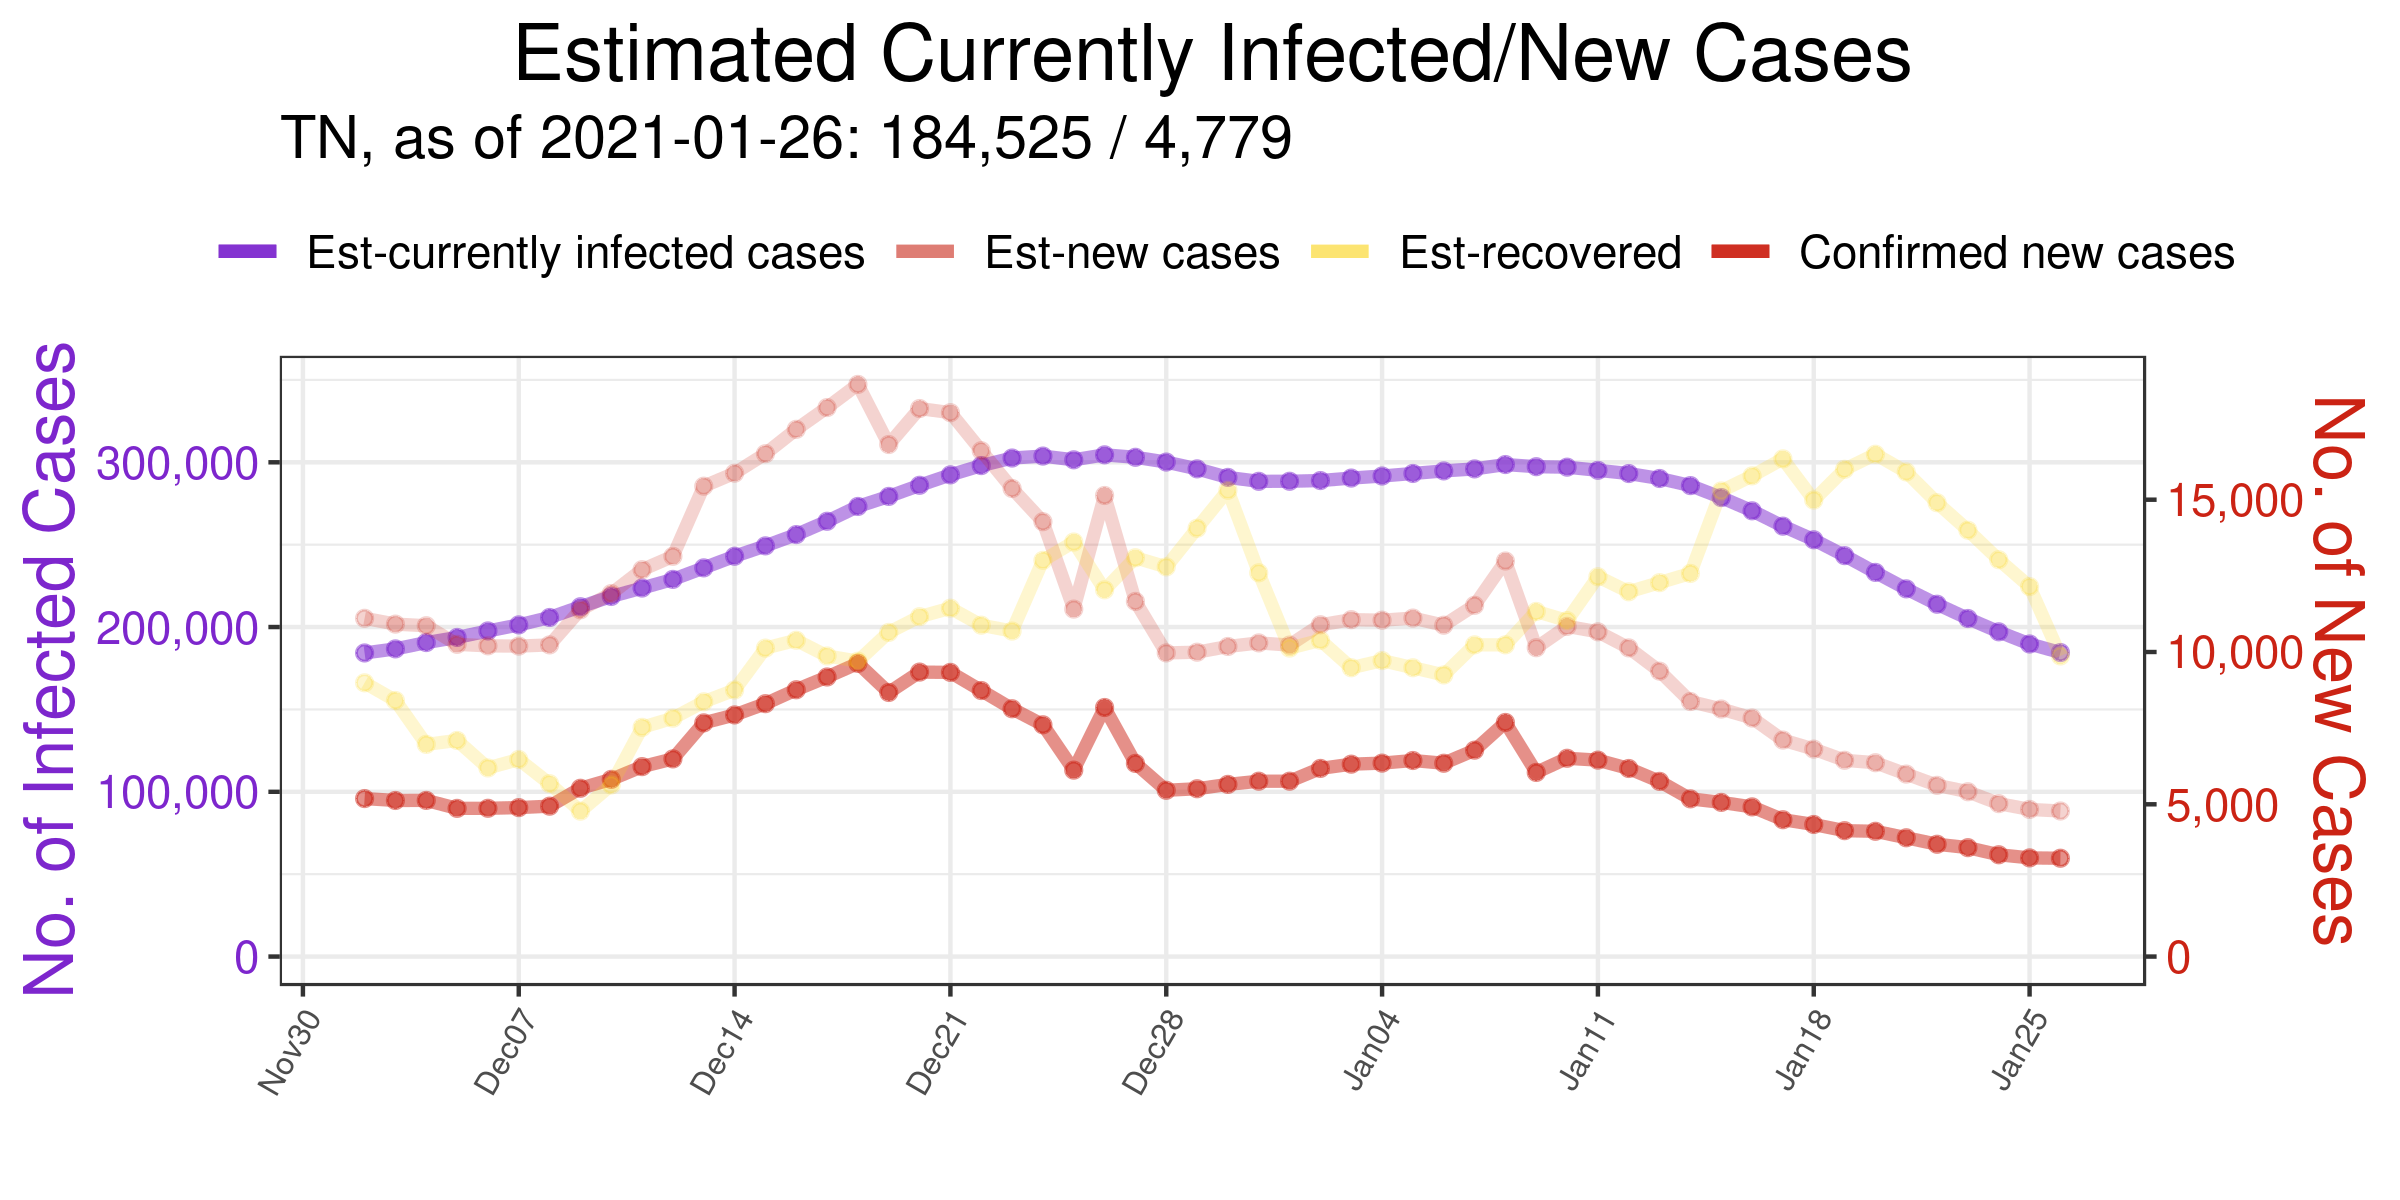 Estimated Currently Infected/New Cases
TN, as of 2021-01-26: 184,525 / 4,779
Est-currently infected cases Est-new cases Est-recovered Confirmed new cases
No. of Infected Cases
300,000
200,000
100,000
0
15,000
10,000
5,000
0
No. of New Cases
Nov30 Dec07 Dec14 Dec21 Dec28 Jan04 Jan11 Jan18 Jan25